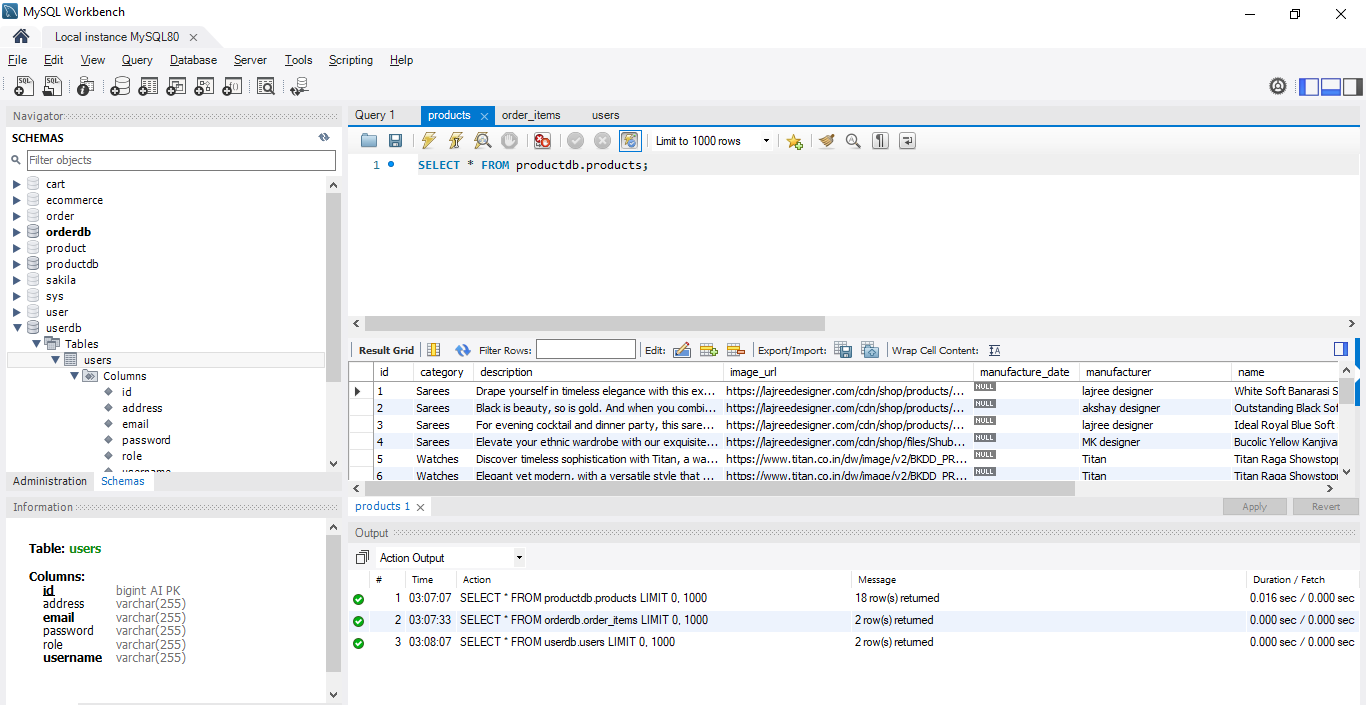 MySQL Workbench
Local instance MySQL80
File Edit View Query Database Server Tools Scripting Help
Navigator
SCHEMAS
Filter objects
cart
ecommerce
order
orderdb
product
productdb
sakila
sys
user
userdb
Tables
users
Columns
id
address
email
password
role
username
Administration Schemas
Information
Table: users
Columns:
id bigint AI PK
address varchar(255)
email varchar(255)
password varchar(255)
role varchar(255)
username varchar(255)
Query 1 products order_items users
Limit to 1000 rows
1 SELECT * FROM productdb.products;
Result Grid Filter Rows: Edit: Export/Import: Wrap Cell Content:
id category description image_url manufacture_date manufacturer name
1 Sarees Drape yourself in timeless elegance with this ex... https://lajreedesigner.com/cdn/shop/products/... NULL lajree designer White Soft Banarasi S
2 Sarees Black is beauty, so is gold. And when you combi... https://lajreedesigner.com/cdn/shop/products/... NULL akshay designer Outstanding Black Sof
3 Sarees For evening cocktail and dinner party, this sare... https://lajreedesigner.com/cdn/shop/products/... NULL lajree designer Ideal Royal Blue Soft
4 Sarees Elevate your ethnic wardrobe with our exquisite... https://lajreedesigner.com/cdn/shop/files/Shub... NULL MK designer Bucolic Yellow Kanjiva
5 Watches Discover timeless sophistication with Titan, a wa... https://www.titan.co.in/dw/image/v2/BKDD_PR... NULL Titan Titan Raga Showstopp
6 Watches Elegant yet modern, with a versatile style that ... https://www.titan.co.in/dw/image/v2/BKDD_PR... NULL Titan Titan Raga Showstopp
products 1 Apply Revert
Output
Action Output
# Time Action Message Duration / Fetch
1 03:07:07 SELECT * FROM productdb.products LIMIT 0, 1000 18 row(s) returned 0.016 sec / 0.000 sec
2 03:07:33 SELECT * FROM orderdb.order_items LIMIT 0, 1000 2 row(s) returned 0.000 sec / 0.000 sec
3 03:08:07 SELECT * FROM userdb.users LIMIT 0, 1000 2 row(s) returned 0.000 sec / 0.000 sec